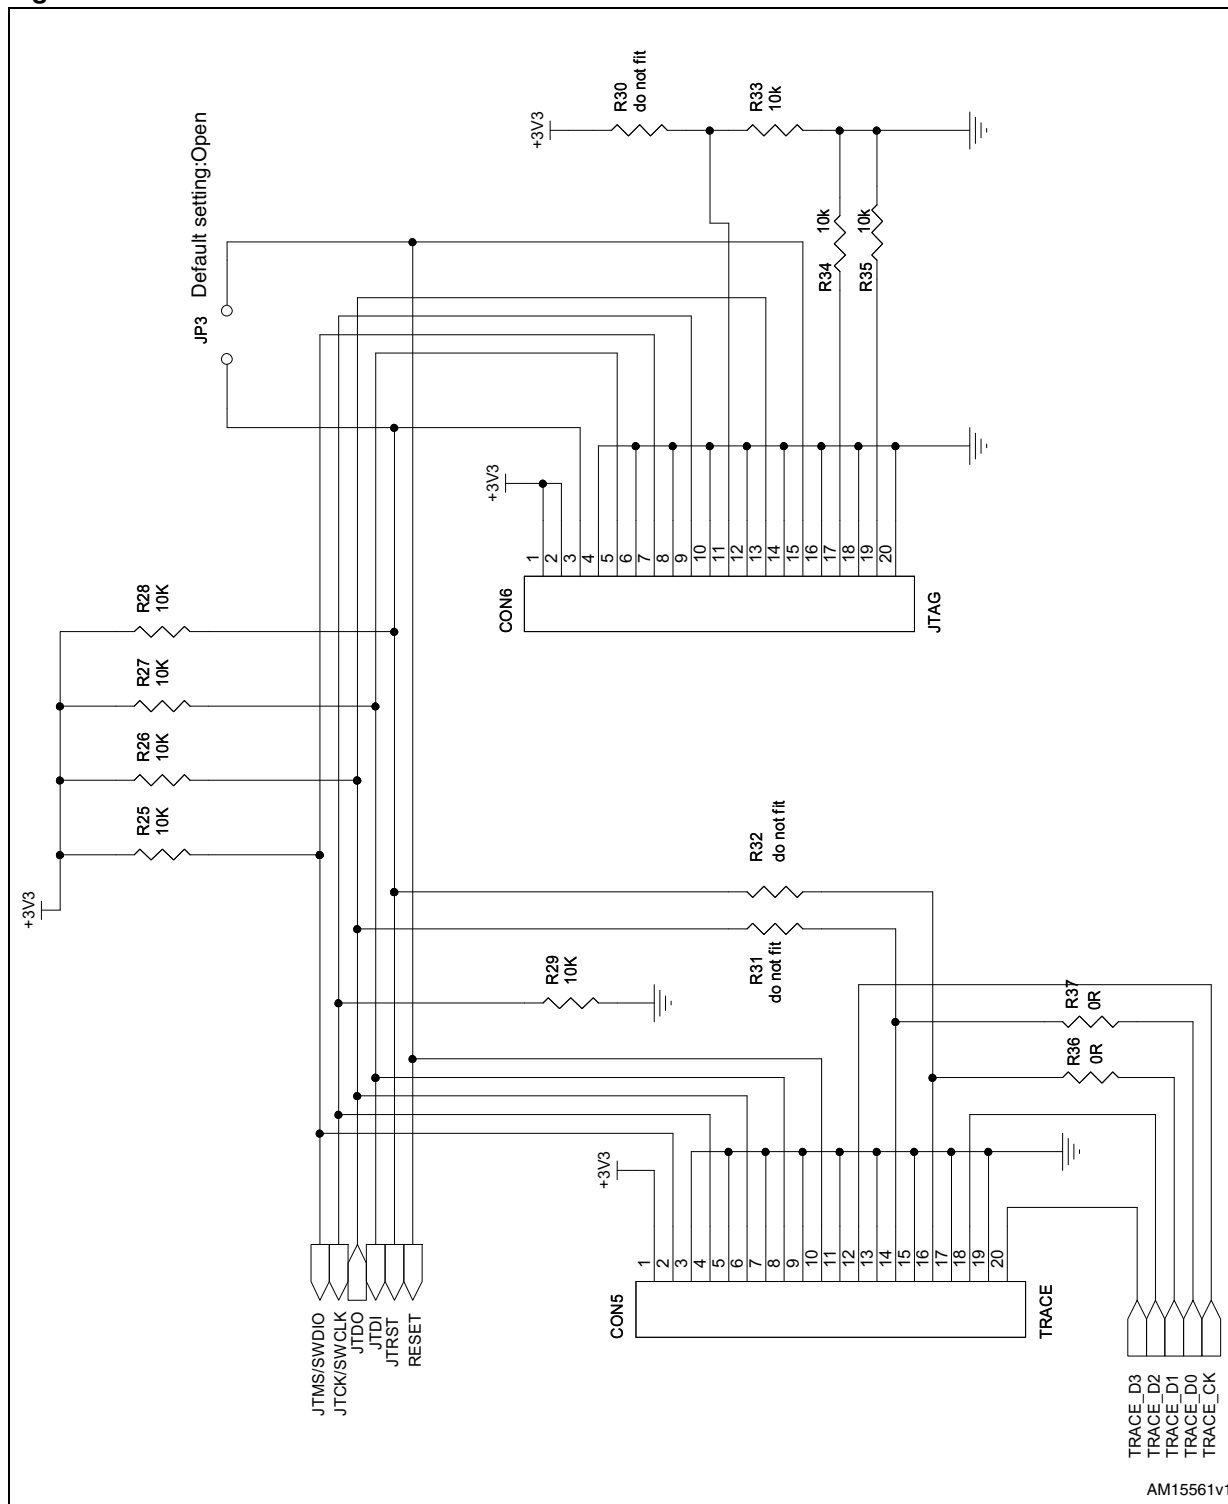 R30
do not fit
R33
10k
+3V3
JP3 Default setting:Open
R34
10k
R35
10k
+3V3
1
2
3
4
5
6
7
8
9
10
11
12
13
14
15
16
17
18
19
20
CON6
JTAG
R28
10K
R27
10K
R26
10K
R25
10K
+3V3
R32
do not fit
R31
do not fit
R29
10K
R37
0R
R36
0R
+3V3
1
2
3
4
5
6
7
8
9
10
11
12
13
14
15
16
17
18
19
20
CON5
TRACE
JTMS/SWDIO
JTCK/SWCLK
JTDO
JTDI
JTRST
RESET
TRACE_D3
TRACE_D2
TRACE_D1
TRACE_D0
TRACE_CK
AM15561v1